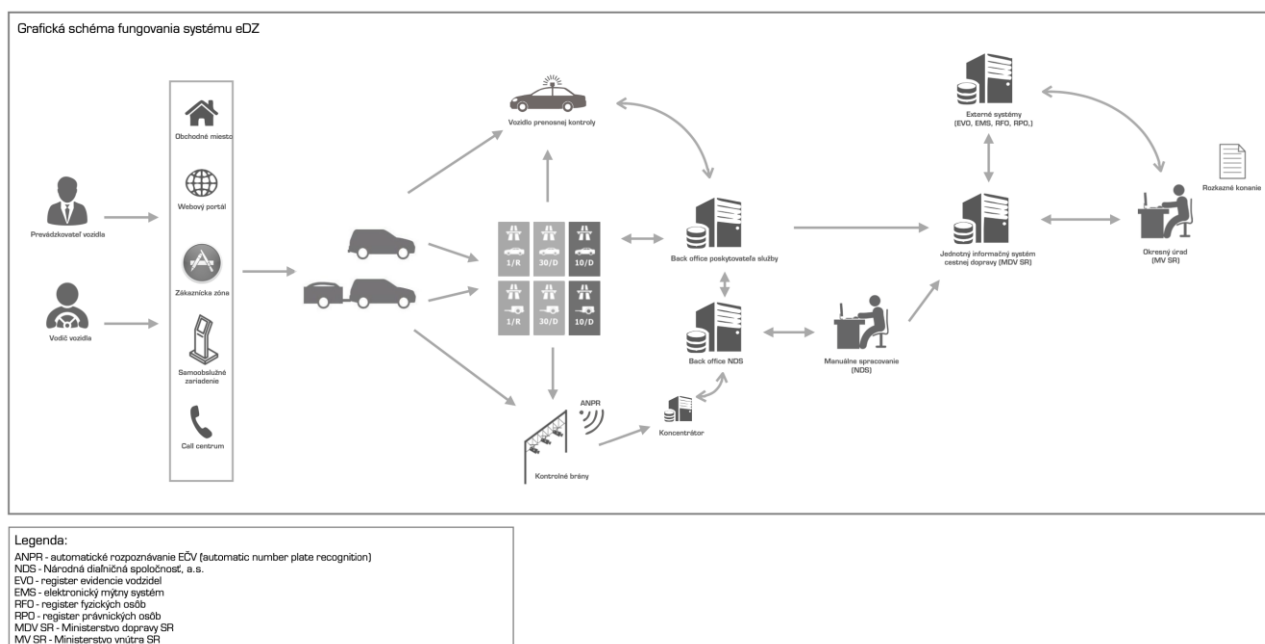 Grafická schéma fungovania systému eDZ
Prevádzkovateľ vozidla
Vodič vozidla
Obchodné miesto
Webový portál
Zákaznícka zóna
Samoobslužné
zariadenie
Call centrum
Vozidlo prenosnej kontroly
1/R
30/D
10/D
1/R
30/D
10/D
ANPR
Kontrolné brány
Koncentrátor
Back office poskytovateľa služby
Back office NDS
Manuálne spracovanie
(NDS)
Externé systémy
(EVO, EMS, RFO, RPO,)
Jednotný informačný systém
cestnej dopravy (MDV SR)
Rozkazné konanie
Okresný úrad
(MV SR)
Legenda:
ANPR - automatické rozpoznávanie EČV (automatic number plate recognition)
NDS - Národná diaľničná spoločnosť, a.s.
EVO - register evidencie vodzidel
EMS - elektronický mýtny systém
RFO - register fyzických osôb
RPO - register právnických osôb
MDV SR - Ministerstvo dopravy SR
MV SR - Ministerstvo vnútra SR